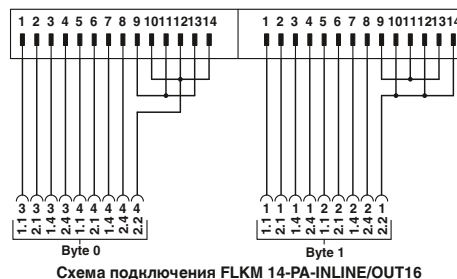 1 2 3 4 5 6 7 8 9 10 11 12 13 14 1 2 3 4 5 6 7 8 9 10 11 12 13 14
3 3 3 3 4 4 4 4 4 1 1 1 1 2 2 2 2 1
1.1 2.1 1.4 2.4 1.1 2.1 1.4 2.4 2.2 1.1 2.1 1.4 2.4 1.1 2.1 1.4 2.4 2.2
Byte 0 Byte 1
Схема подключения FLKM 14-PA-INLINE/OUT16